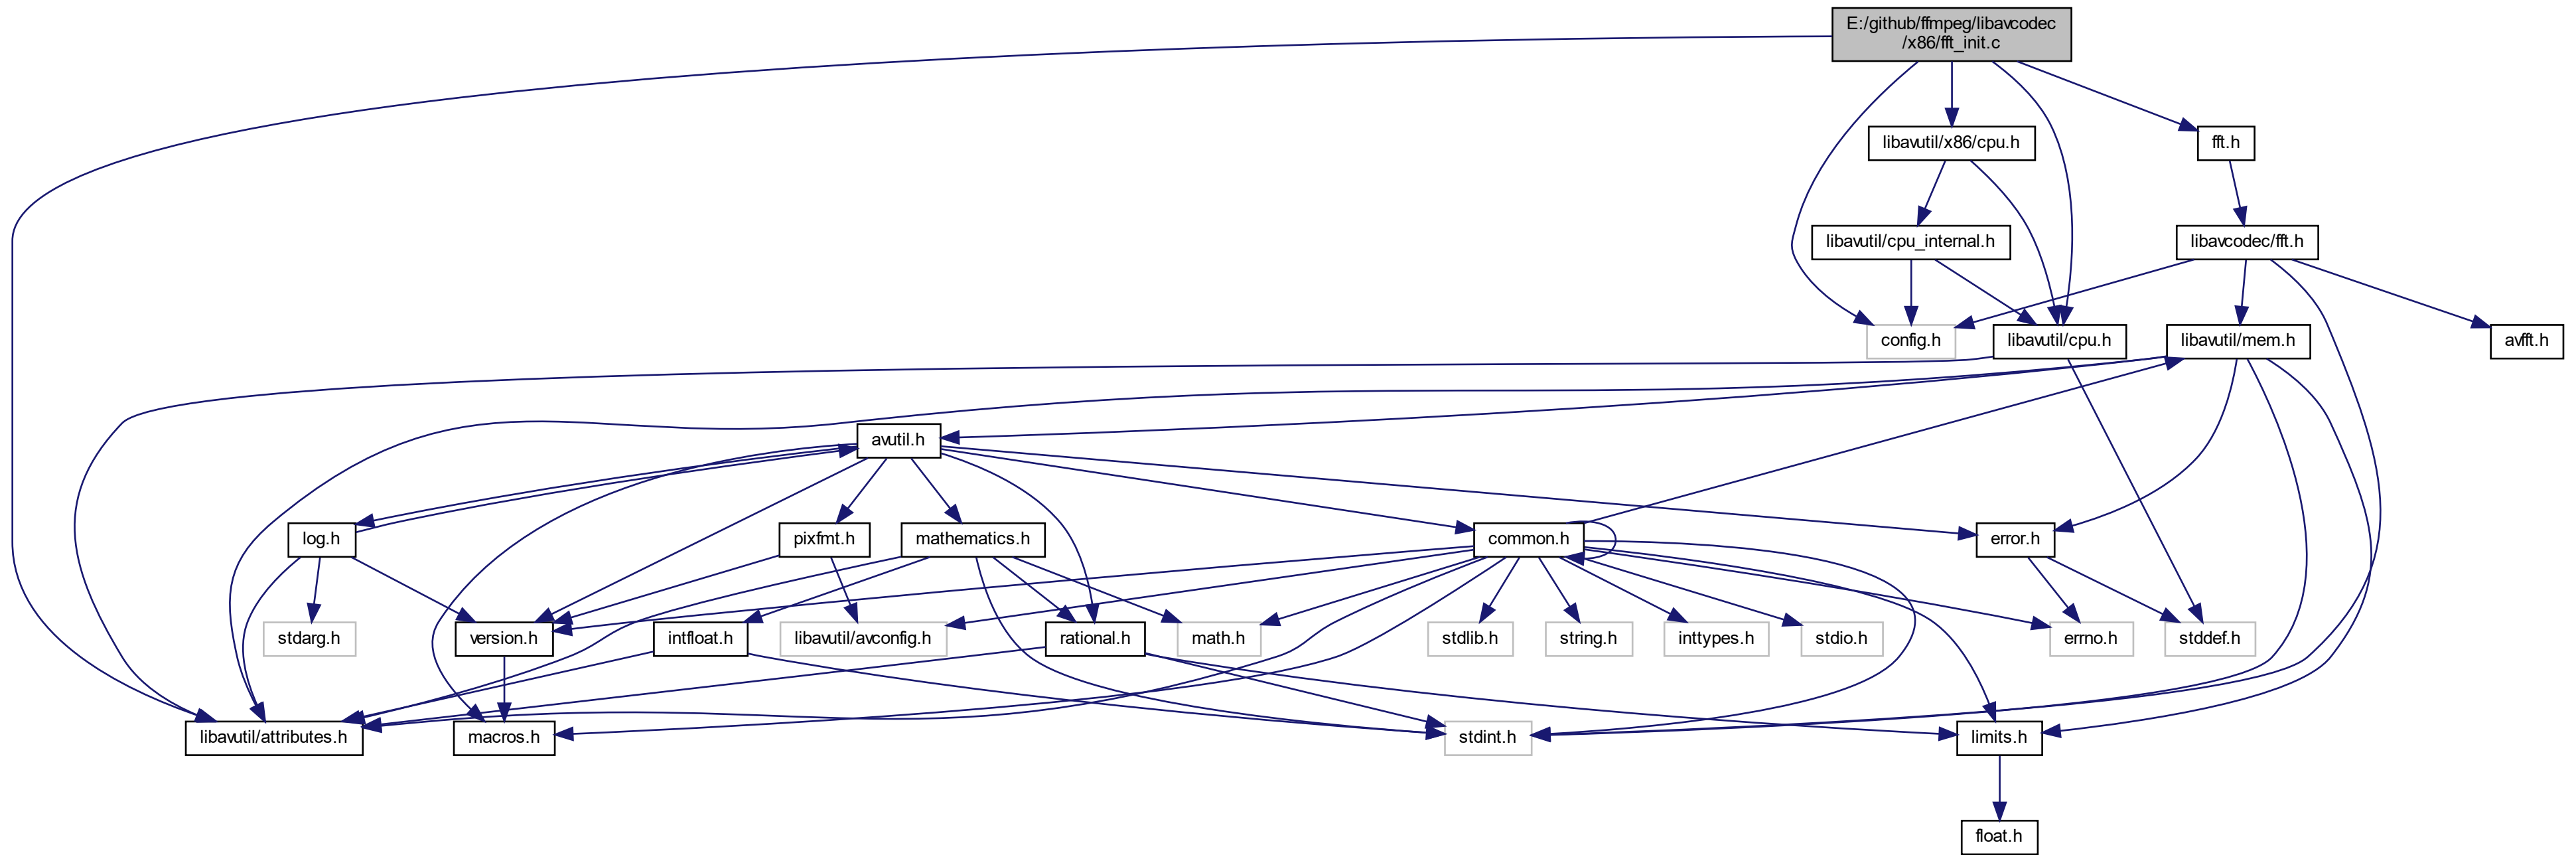 E:/github/ffmpeg/libavcodec
/x86/fft_init.c
libavutil/x86/cpu.h
fft.h
libavutil/cpu_internal.h
libavcodec/fft.h
config.h
libavutil/cpu.h
libavutil/mem.h
avfft.h
avutil.h
log.h
pixfmt.h
mathematics.h
common.h
error.h
stdarg.h
version.h
intfloat.h
libavutil/avconfig.h
rational.h
math.h
stdlib.h
string.h
inttypes.h
stdio.h
errno.h
stddef.h
libavutil/attributes.h
macros.h
stdint.h
limits.h
float.h